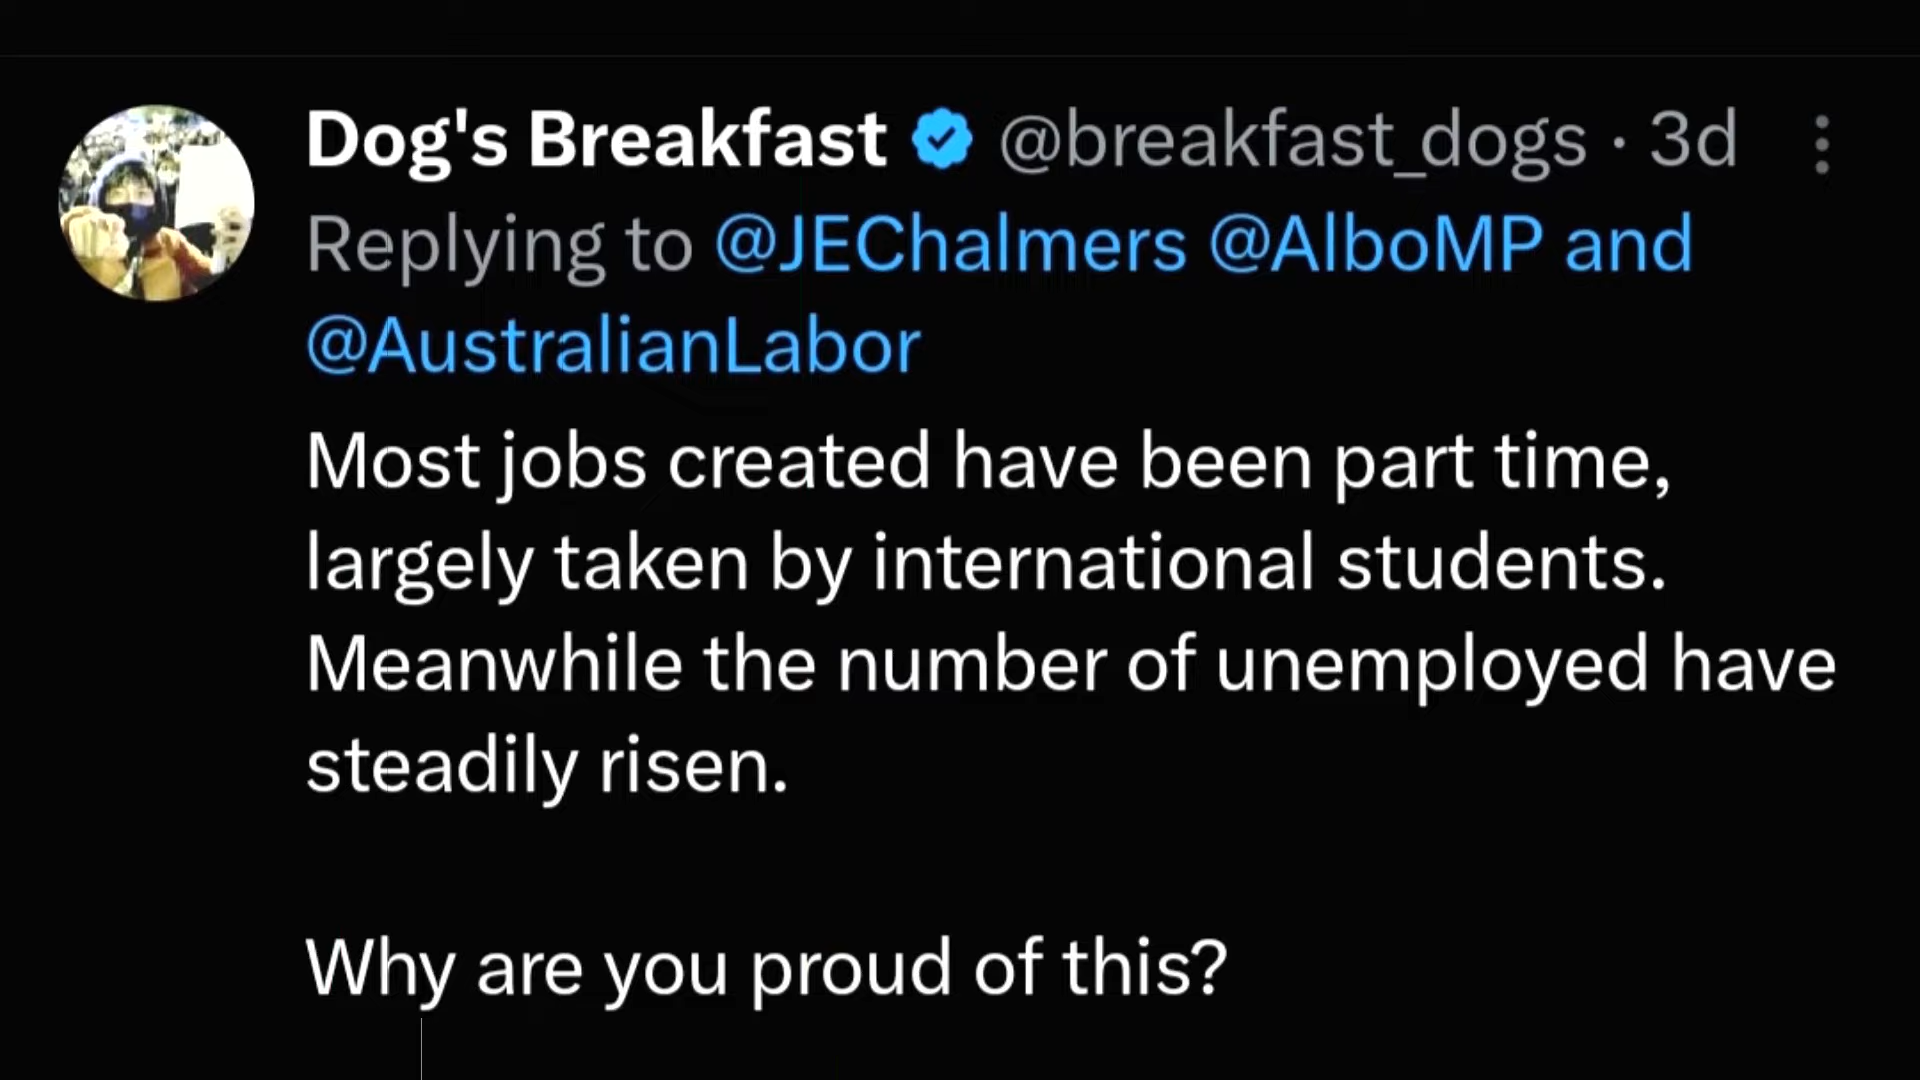 Dog's Breakfast @breakfast_dogs · 3d
Replying to @JEChalmers @AlboMP and
@AustralianLabor
Most jobs created have been part time,
largely taken by international students.
Meanwhile the number of unemployed have
steadily risen.
Why are you proud of this?